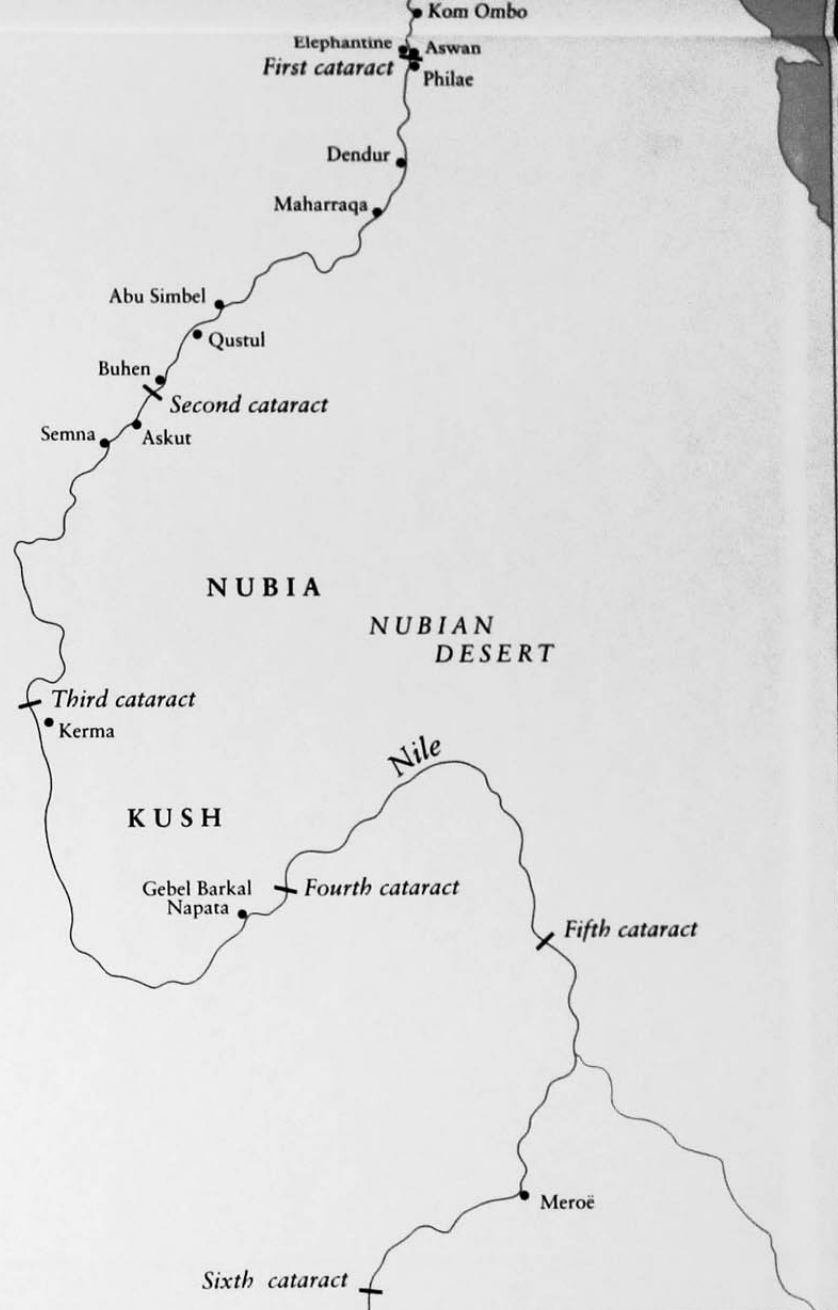 Kom Ombo
Elephantine
Aswan
First cataract
Philae
Dendur
Maharraqa
Abu Simbel
Qustul
Buhen
Second cataract
Semna
Askut
NUBIA
NUBIAN
DESERT
Third cataract
Kerma
Nile
KUSH
Gebel Barkal
Napata
Fourth cataract
Fifth cataract
Meroë
Sixth cataract